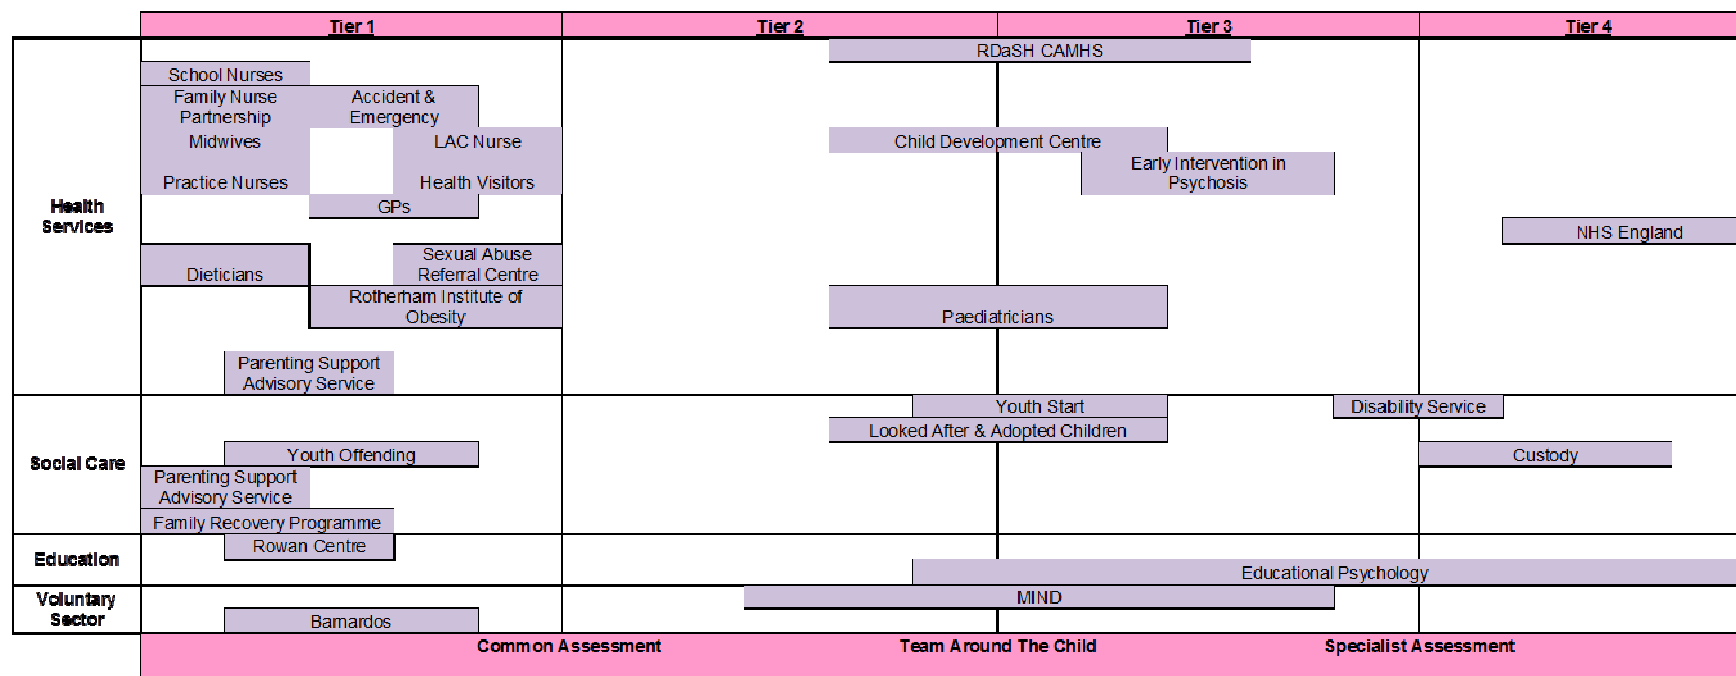 Tier 1 Tier 2 Tier 3 Tier 4
RDaSH CAMHS
School Nurses
Family Nurse
Partnership
Accident &
Emergency
Midwives
LAC Nurse
Child Development Centre
Early Intervention in
Psychosis
Practice Nurses
Health Visitors
Health
Services
GPs
NHS England
Dieticians
Sexual Abuse
Referral Centre
Rotherham Institute of
Obesity
Paediatricians
Parenting Support
Advisory Service
Social Care
Youth Start
Disability Service
Looked After & Adopted Children
Youth Offending
Custody
Parenting Support
Advisory Service
Family Recovery Programme
Education
Rowan Centre
Educational Psychology
Voluntary
Sector
MIND
Barnardos
Common Assessment Team Around The Child Specialist Assessment